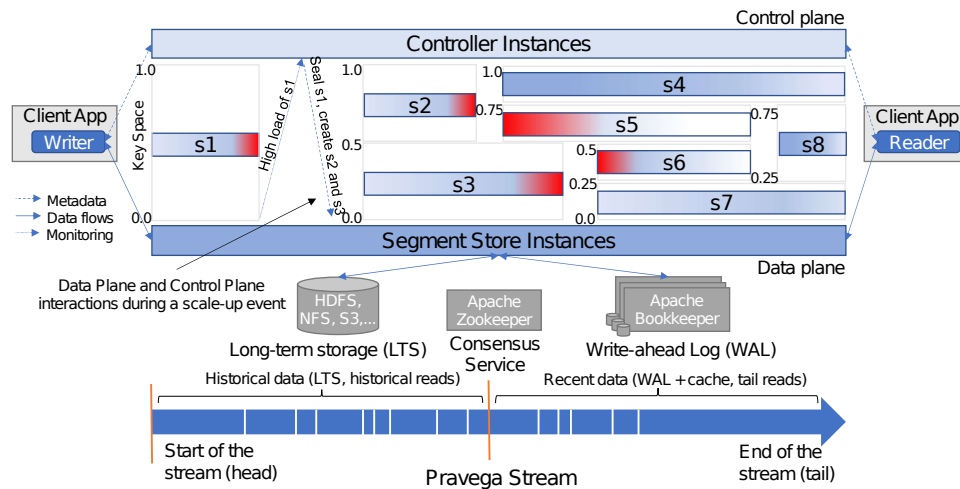 Control plane
Controller Instances
1.0
Key Space
0.0
s1
High load of s1
Seal s1, create s2 and s3
1.0
s2
0.5
s3
0.0
1.0
s4
0.75
s5
0.5
s6
0.25
s7
0.75
s8
0.25
Client App
Writer
Client App
Reader
Metadata
Data flows
Monitoring
Segment Store Instances
Data plane
Data Plane and Control Plane
interactions during a scale-up event
HDFS,
NFS, S3,...
Long-term storage (LTS)
Apache
Zookeeper
Consensus
Service
Apache
Bookkeeper
Write-ahead Log (WAL)
Historical data (LTS, historical reads)
Recent data (WAL + cache, tail reads)
Start of the
stream (head)
Pravega Stream
End of the
stream (tail)